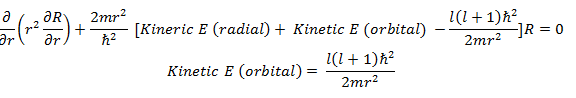 ∂/∂r (r² ∂R/∂r) + 2mr²/ℏ² [Kineric E (radial) + Kinetic E (orbital) − l(l + 1)ℏ²/2mr²]R = 0
Kinetic E (orbital) = l(l + 1)ℏ²/2mr²